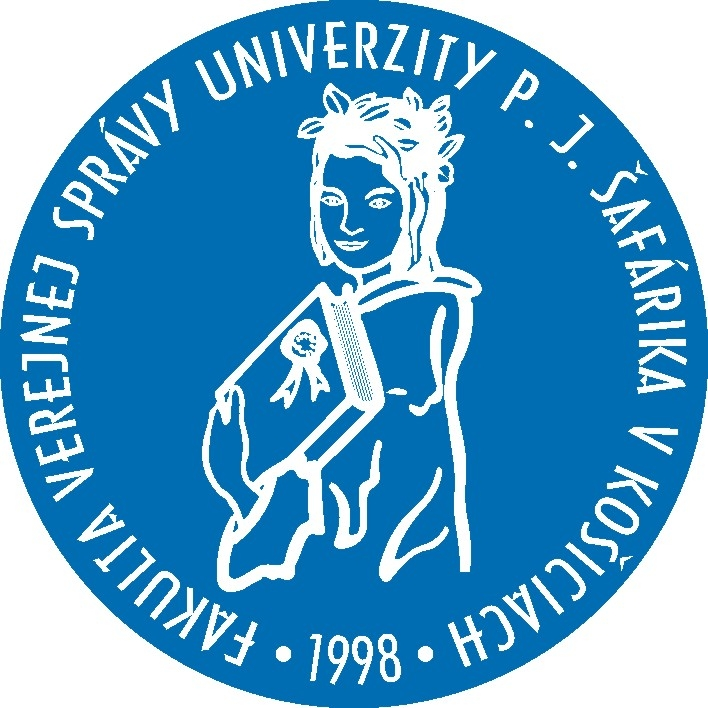 FAKULTA VEREJNEJ SPRÁVY UNIVERZITY P. J. ŠAFÁRIKA V KOŠICIACH
• 1998 •